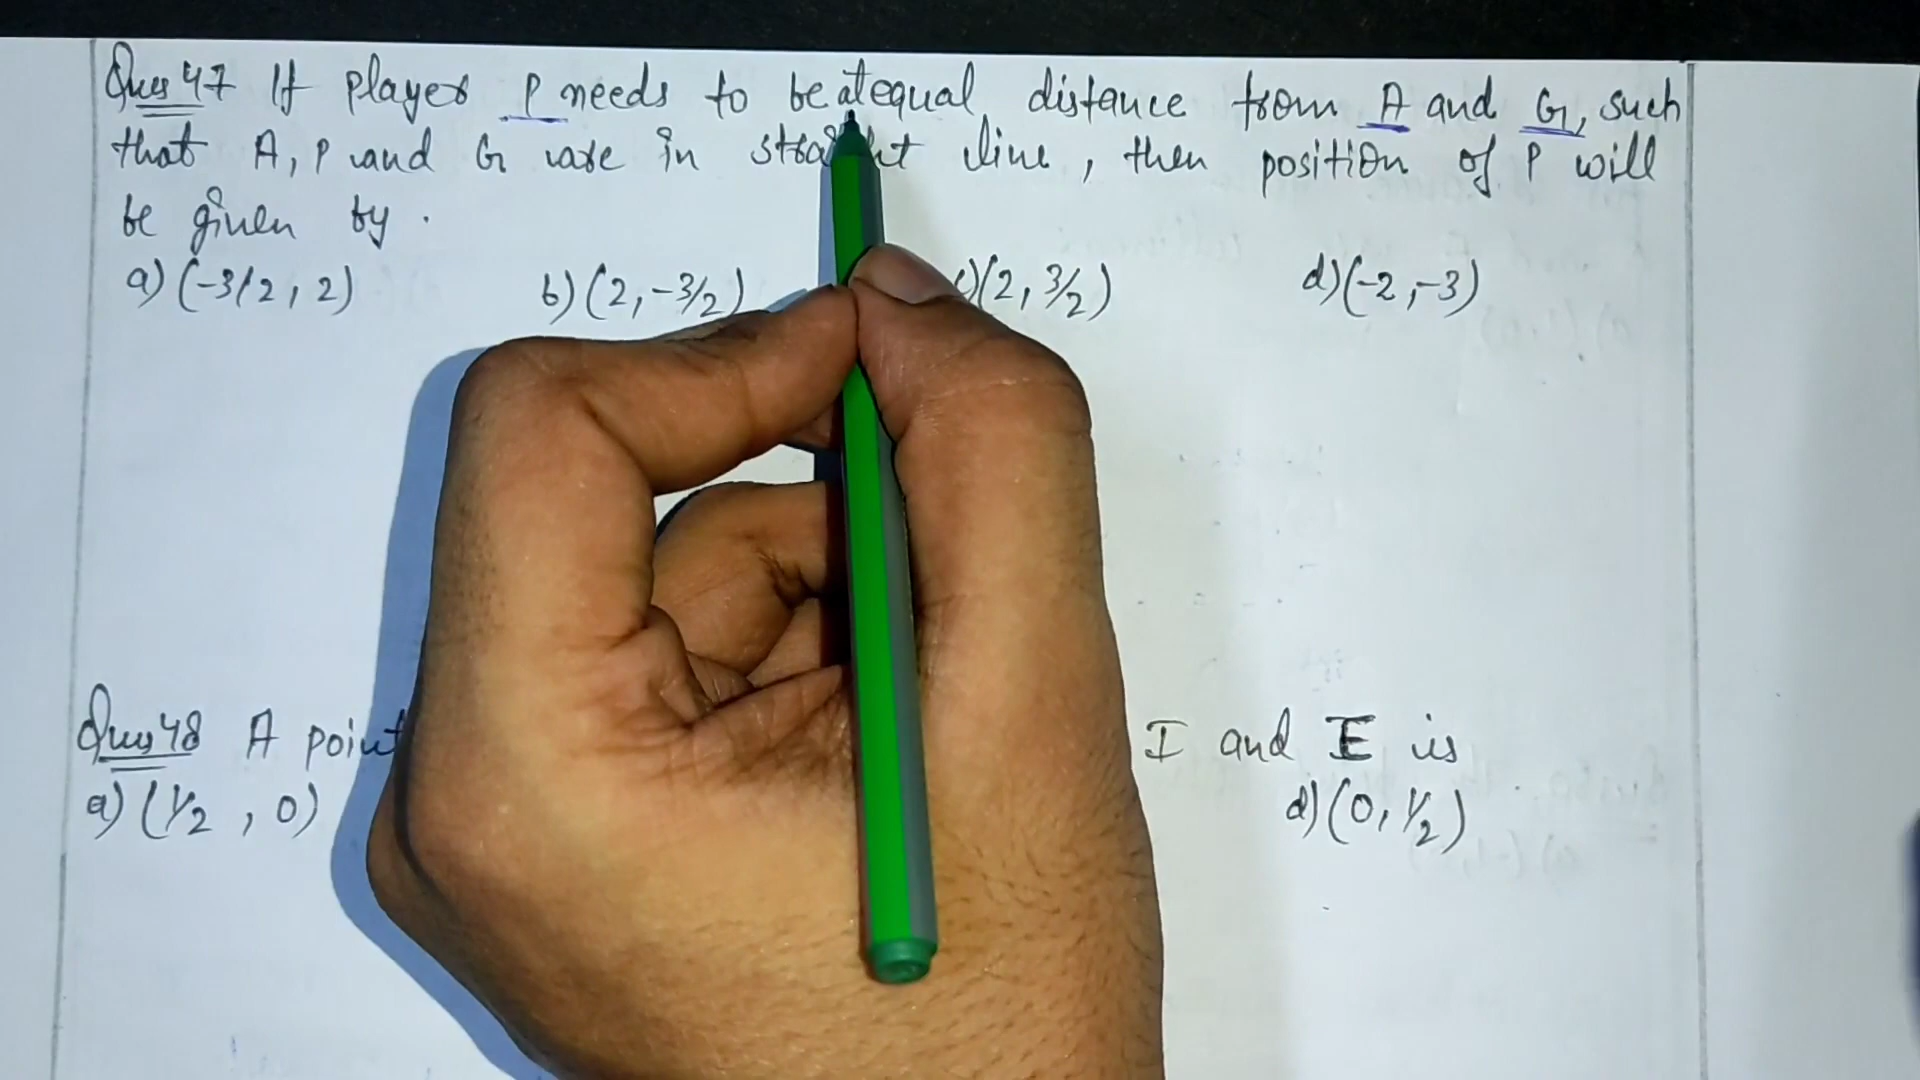 Ques 47 If player P needs to be at equal distance from A and G, such
that A, P and G are in straight line, then position of P will
be given by.
a) (-3/2, 2) b) (2, -3/2) c) (2, 3/2) d) (-2, -3)
Ques 48 A point I and E is
a) (1/2, 0) d) (0, 1/2)